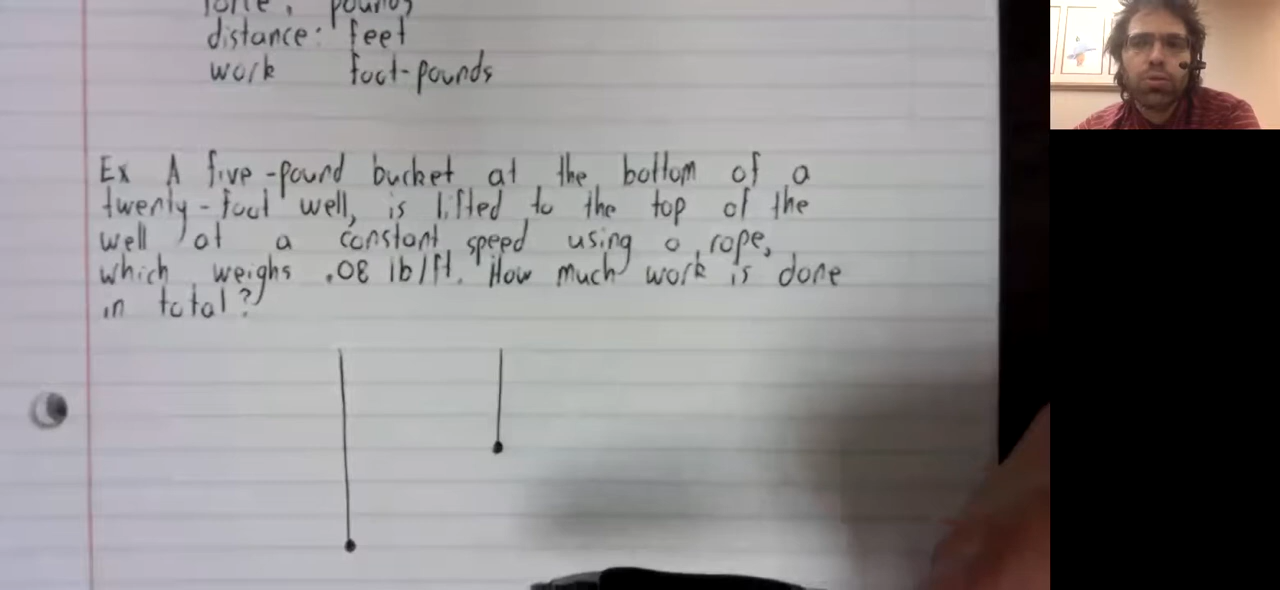 force: pounds
distance: feet
work foot-pounds
Ex A five-pound bucket at the bottom of a
twenty-foot well, is lifted to the top of the
well at a constant speed using a rope,
which weighs .08 lb/ft. How much work is done
in total?